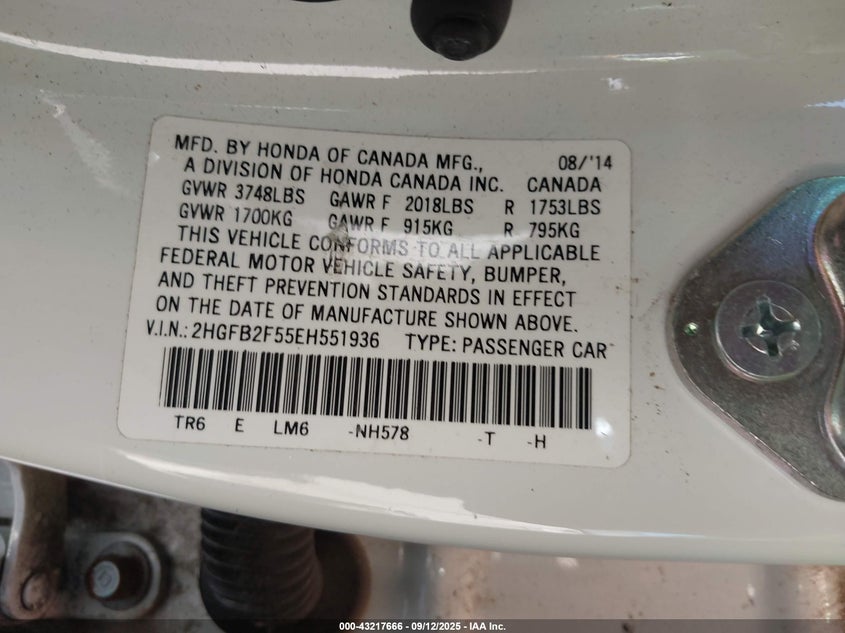 MFD. BY HONDA OF CANADA MFG., 08/'14
A DIVISION OF HONDA CANADA INC. CANADA
GVWR 3748LBS GAWR F 2018LBS R 1753LBS
GVWR 1700KG GAWR F 915KG R 795KG
THIS VEHICLE CONFORMS TO ALL APPLICABLE
FEDERAL MOTOR VEHICLE SAFETY, BUMPER,
AND THEFT PREVENTION STANDARDS IN EFFECT
ON THE DATE OF MANUFACTURE SHOWN ABOVE.
V.I.N.: 2HGFB2F55EH551936 TYPE: PASSENGER CAR
TR6 E LM6 -NH578 -T -H
000-43217666 - 09/12/2025 - IAA Inc.